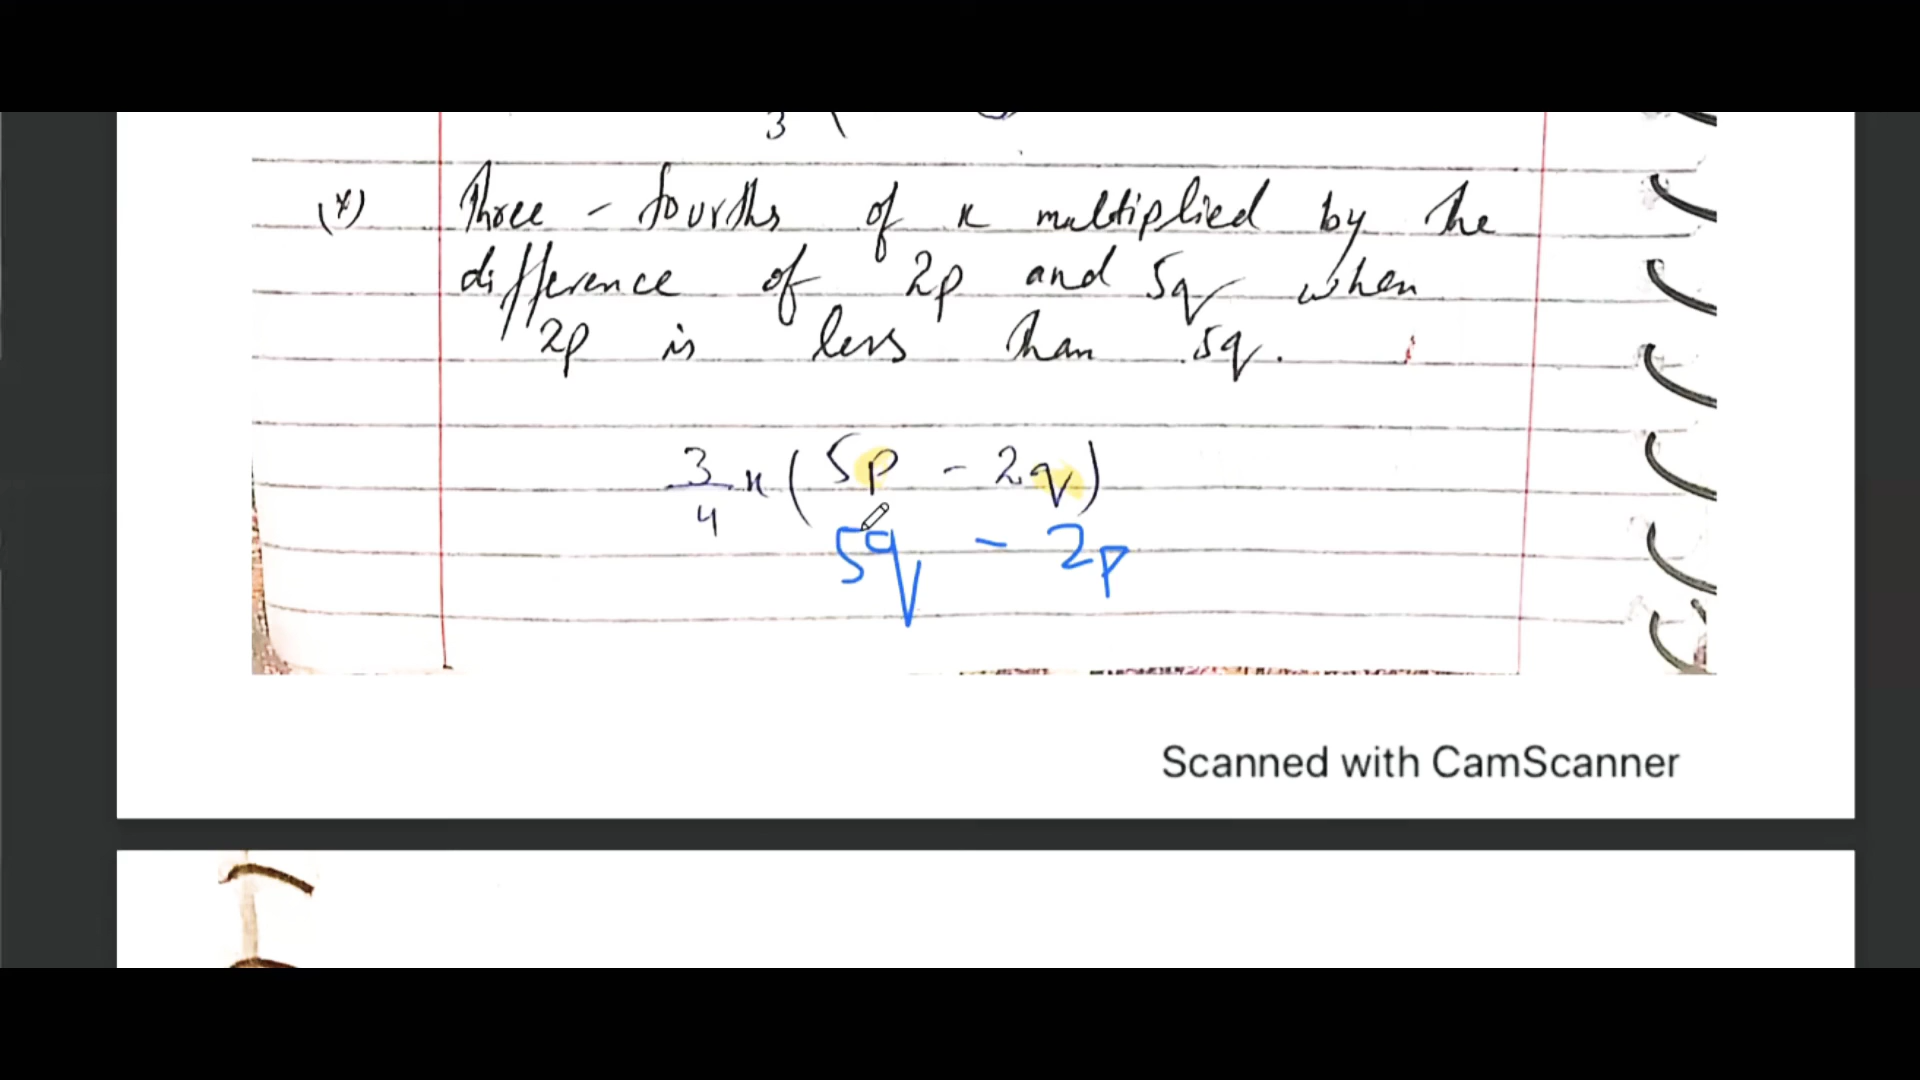 3 (
(x) Three - fourths of x multiplied by the
difference of 2p and 5q when
2p is less than 5q.
3/4 x (5p - 2q)
5q - 2p
Scanned with CamScanner